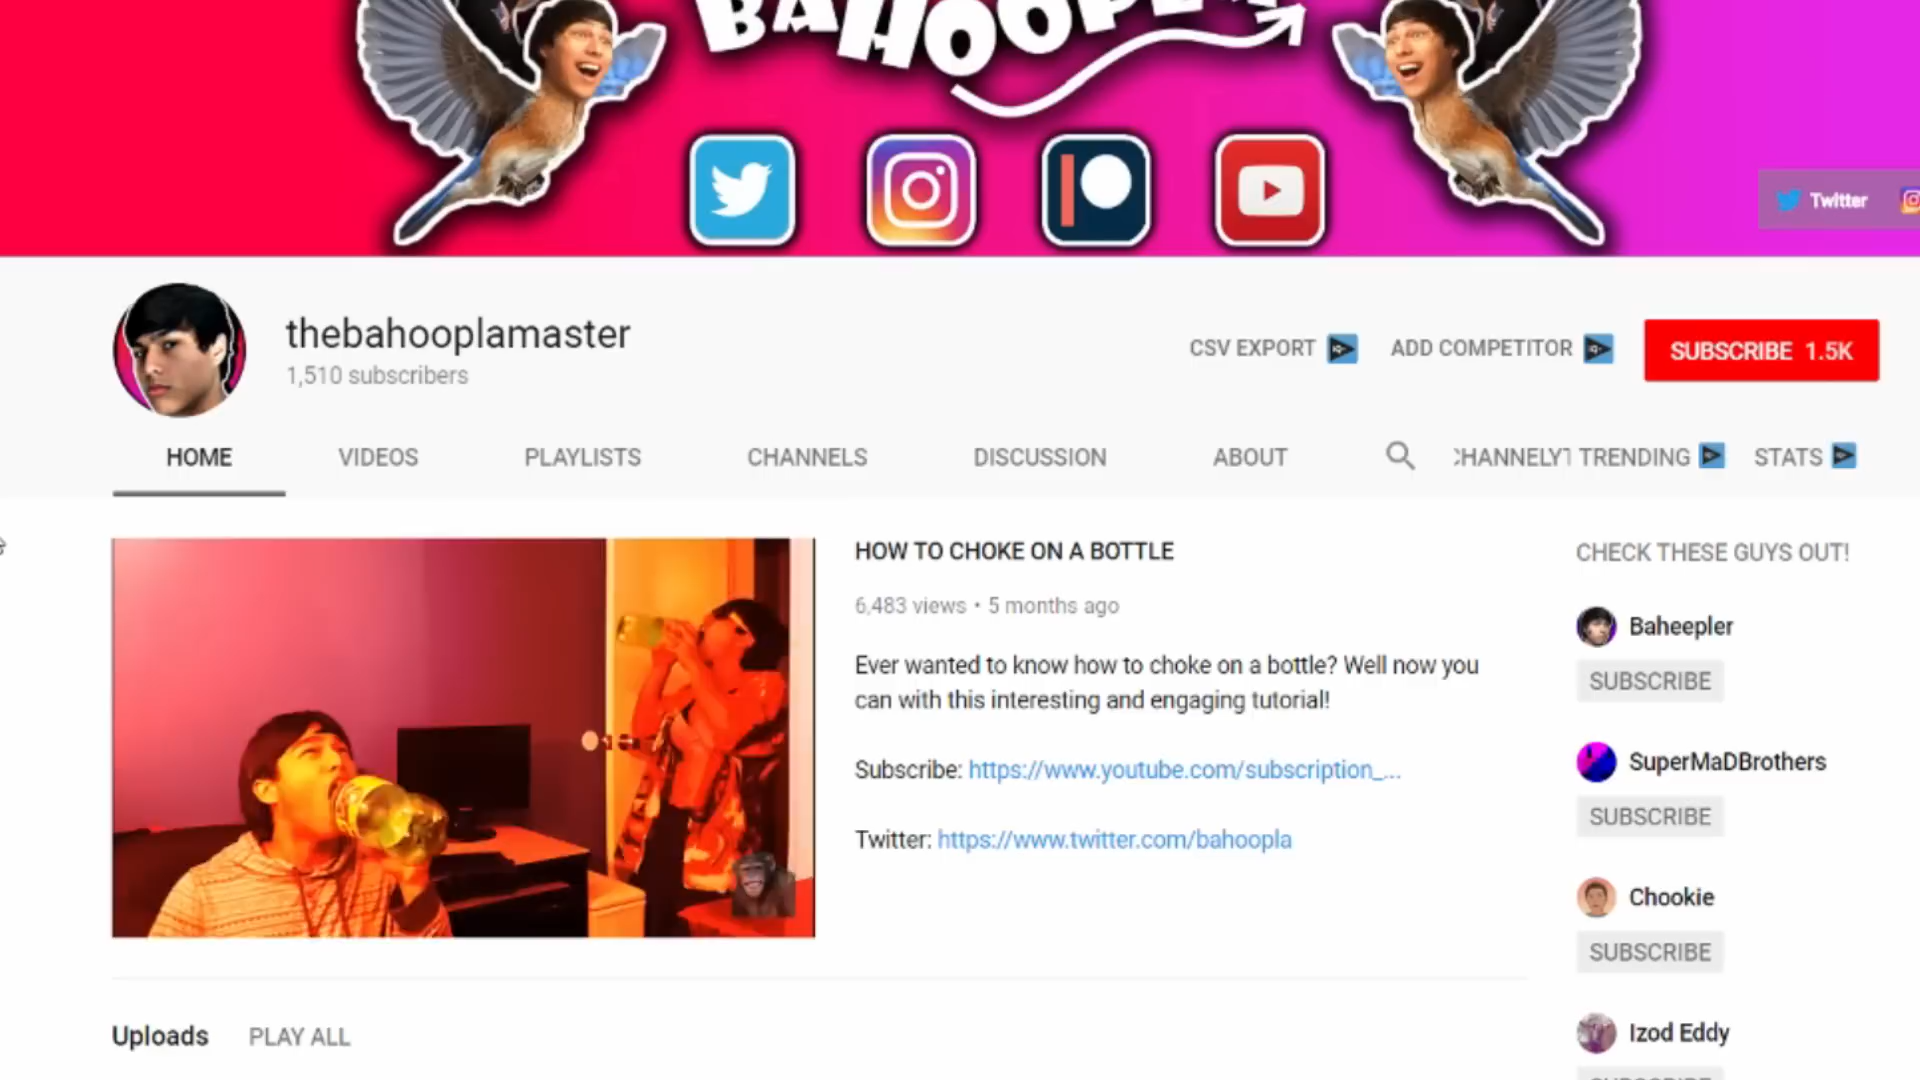 Twitter
thebahooplamaster
1,510 subscribers
CSV EXPORT
ADD COMPETITOR
SUBSCRIBE 1.5K
HOME
VIDEOS
PLAYLISTS
CHANNELS
DISCUSSION
ABOUT
TRENDING
STATS
HOW TO CHOKE ON A BOTTLE
6,483 views • 5 months ago
Ever wanted to know how to choke on a bottle? Well now you
can with this interesting and engaging tutorial!
Subscribe: https://www.youtube.com/subscription_...
Twitter: https://www.twitter.com/bahoopla
CHECK THESE GUYS OUT!
Baheepler
SUBSCRIBE
SuperMaDBrothers
SUBSCRIBE
Chookie
SUBSCRIBE
Izod Eddy
Uploads
PLAY ALL